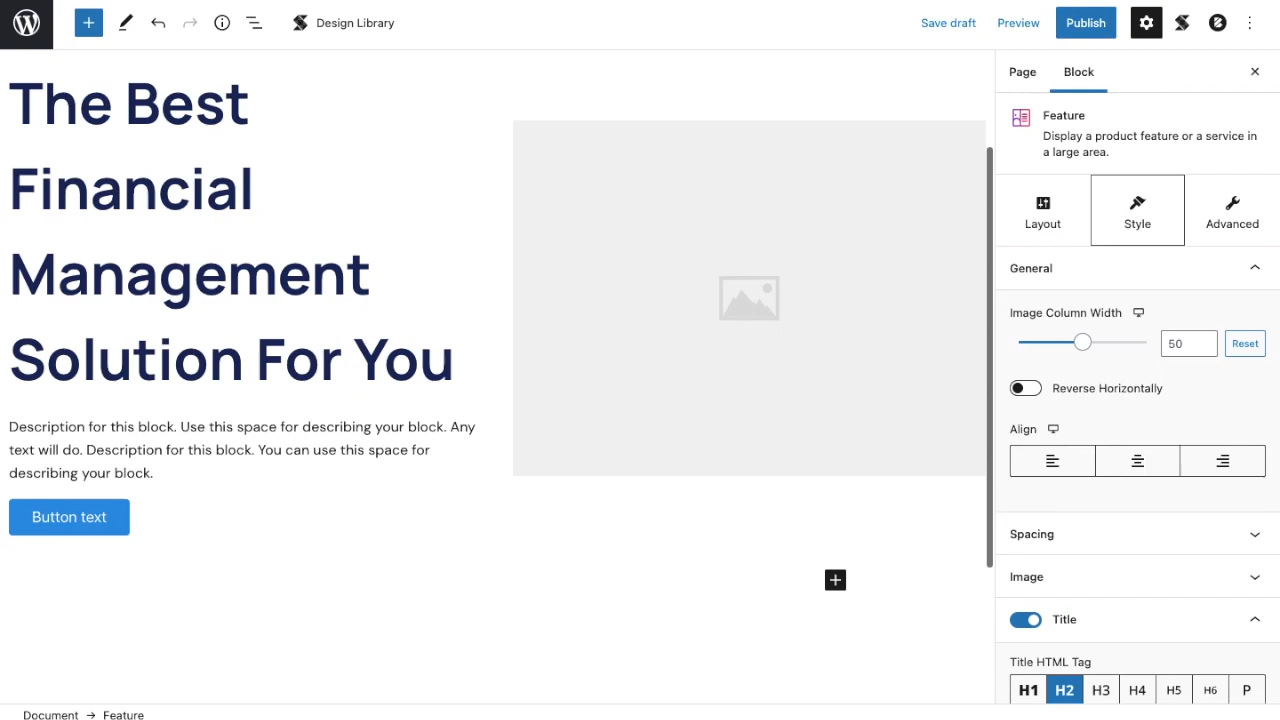 Design Library
Save draft
Preview
Publish
The Best
Financial
Management
Solution For You
Description for this block. Use this space for describing your block. Any
text will do. Description for this block. You can use this space for
describing your block.
Button text
Page
Block
Feature
Display a product feature or a service in
a large area.
Layout
Style
Advanced
General
Image Column Width
50
Reset
Reverse Horizontally
Align
Spacing
Image
Title
Title HTML Tag
H1 H2 H3 H4 H5 H6 P
Document → Feature